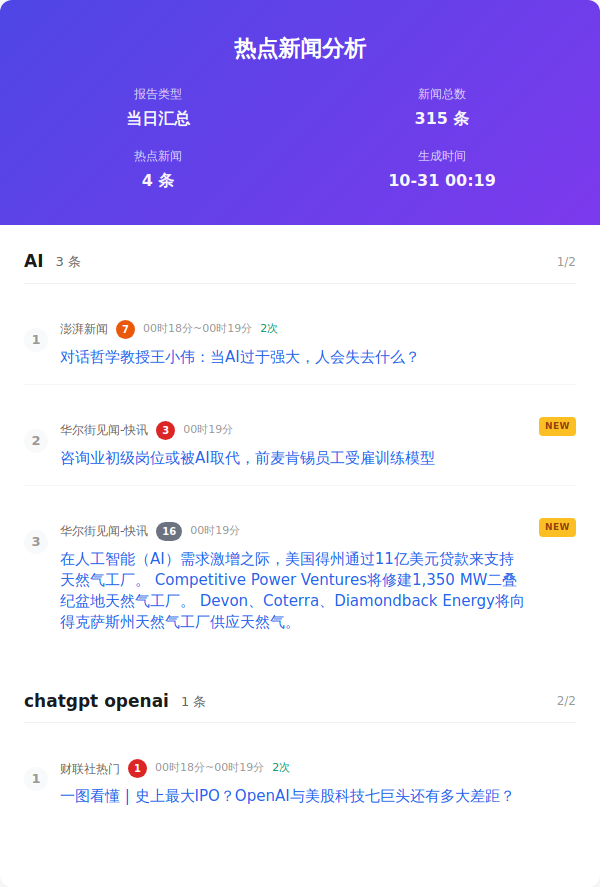 热点新闻分析
报告类型
当日汇总
新闻总数
315 条
热点新闻
4 条
生成时间
10-31 00:19
AI 3 条 1/2
1 澎湃新闻 7 00时18分~00时19分 2次
对话哲学教授王小伟：当AI过于强大，人会失去什么？
2 华尔街见闻-快讯 3 00时19分 NEW
咨询业初级岗位或被AI取代，前麦肯锡员工受雇训练模型
3 华尔街见闻-快讯 16 00时19分 NEW
在人工智能（AI）需求激增之际，美国得州通过11亿美元贷款来支持
天然气工厂。 Competitive Power Ventures将修建1,350 MW二叠
纪盆地天然气工厂。 Devon、Coterra、Diamondback Energy将向
得克萨斯州天然气工厂供应天然气。
chatgpt openai 1 条 2/2
1 财联社热门 1 00时18分~00时19分 2次
一图看懂 | 史上最大IPO？OpenAI与美股科技七巨头还有多大差距？